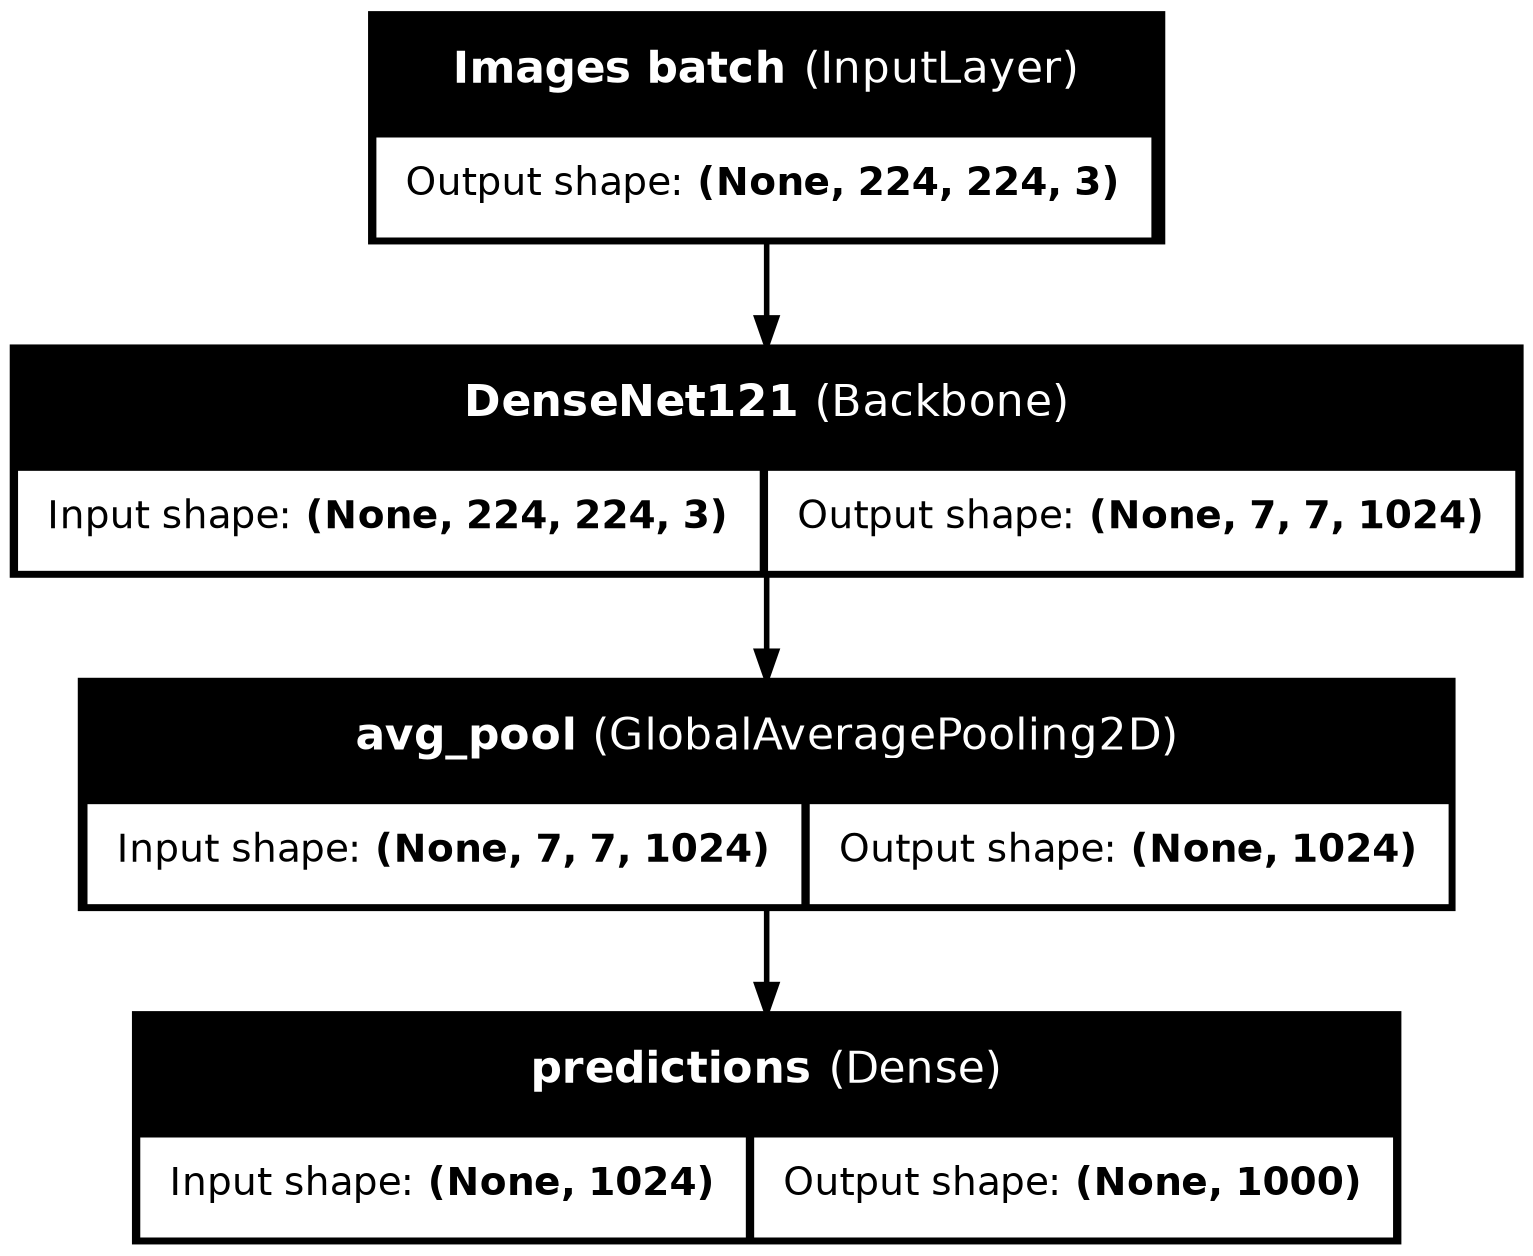 Images batch (InputLayer)
Output shape: (None, 224, 224, 3)
DenseNet121 (Backbone)
Input shape: (None, 224, 224, 3)
Output shape: (None, 7, 7, 1024)
avg_pool (GlobalAveragePooling2D)
Input shape: (None, 7, 7, 1024)
Output shape: (None, 1024)
predictions (Dense)
Input shape: (None, 1024)
Output shape: (None, 1000)